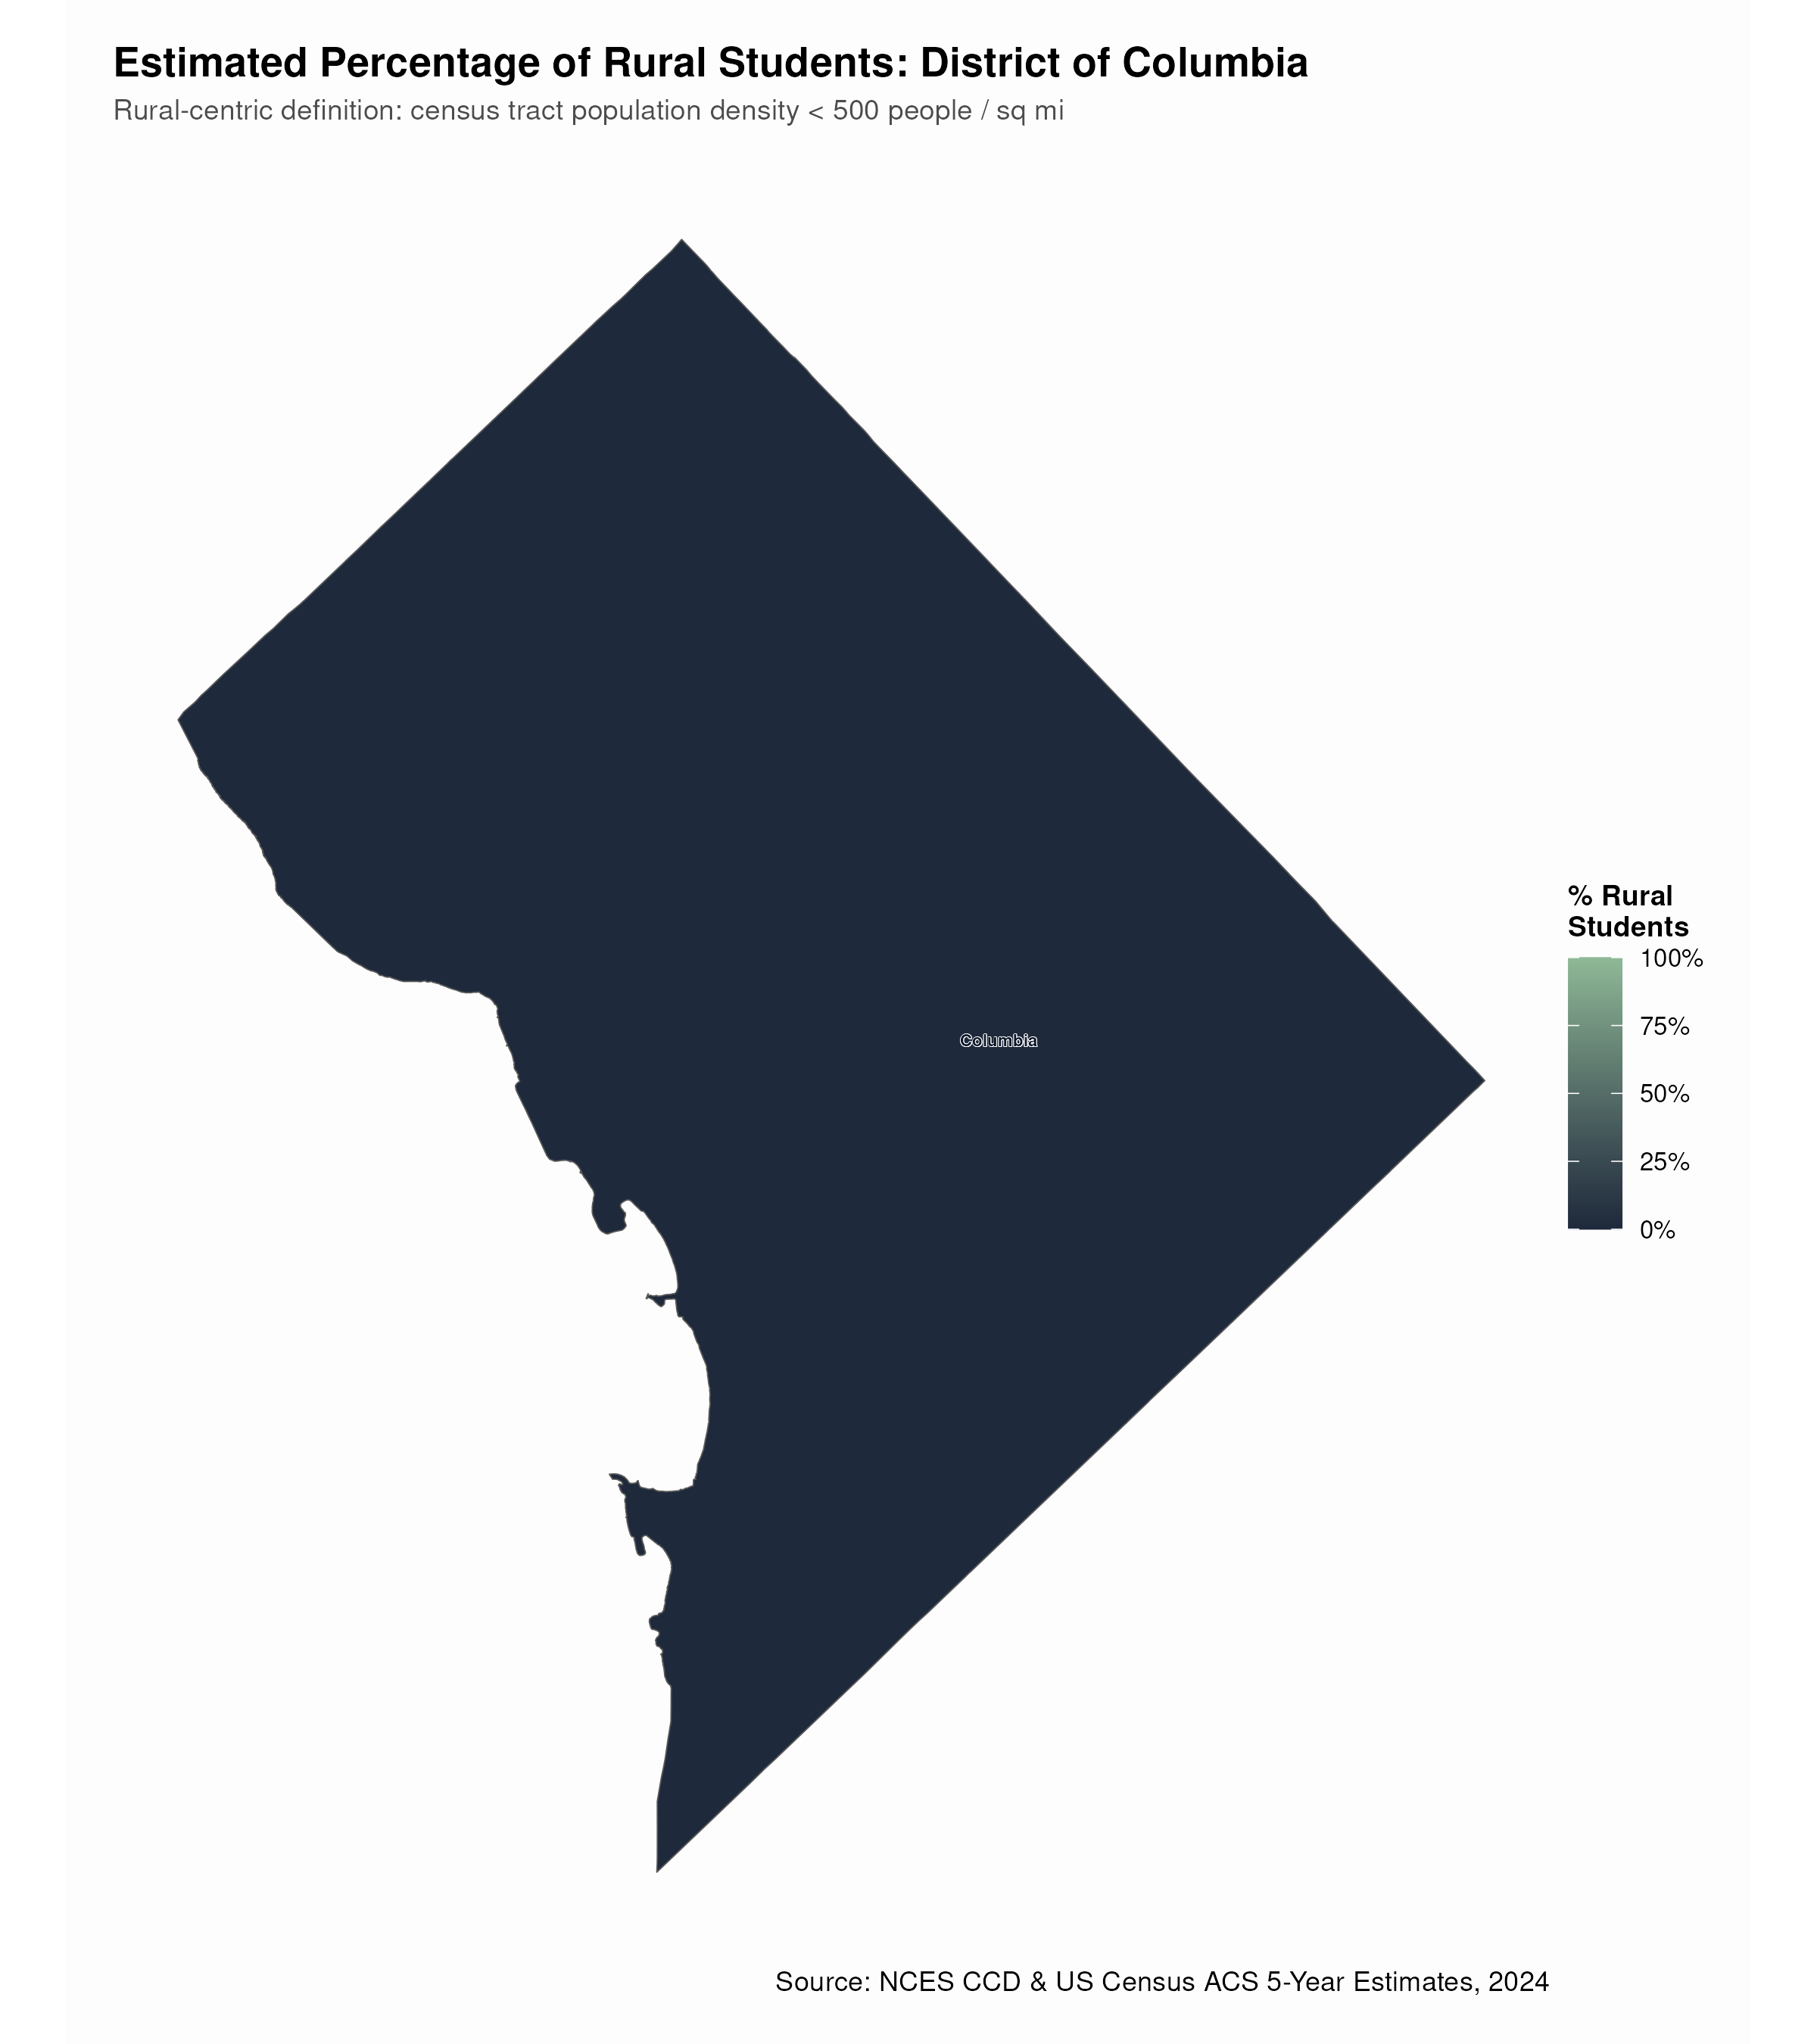 Estimated Percentage of Rural Students: District of Columbia
Rural-centric definition: census tract population density < 500 people / sq mi
% Rural
Students
100%
75%
Columbia
50%
25%
0%
Source: NCES CCD & US Census ACS 5-Year Estimates, 2024